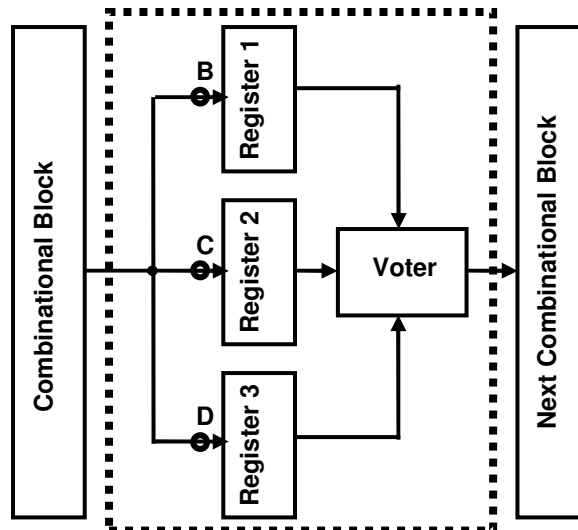 Combinational Block
B
Register 1
C
Register 2
Voter
D
Register 3
Next Combinational Block